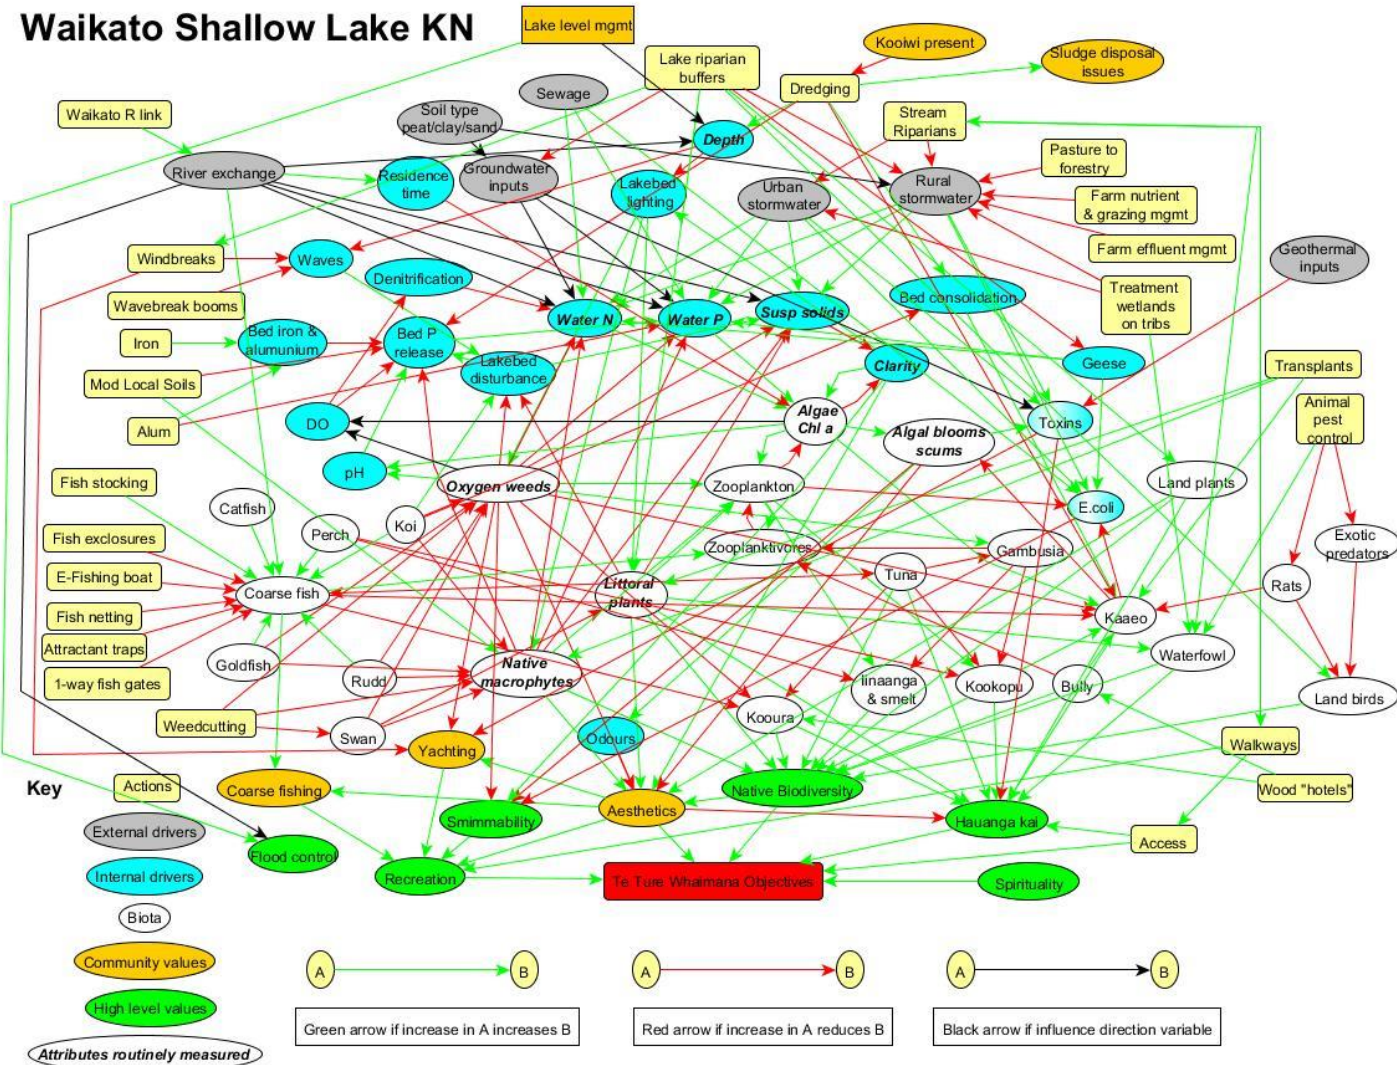 Waikato Shallow Lake KN
Lake level mgmt
Kooiwi present
Sludge disposal
issues
Lake riparian
buffers
Dredging
Sewage
Waikato R link
Soil type
peat/clay/sand
Stream
Riparians
Depth
Pasture to
forestry
River exchange
Residence
time
Groundwater
inputs
Lakebed
lighting
Urban
stormwater
Rural
stormwater
Farm nutrient
& grazing mgmt
Farm effluent mgmt
Geothermal
inputs
Windbreaks
Waves
Denitrification
Wavebreak booms
Water N
Water P
Susp solids
Bed consolidation
Treatment
wetlands
on tribs
Iron
Bed iron &
alumunium
Bed P
release
Lakebed
disturbance
Clarity
Geese
Transplants
Mod Local Soils
Alum
DO
Algae
Chl a
Algal blooms
scums
Toxins
Animal
pest
control
pH
Fish stocking
Catfish
Oxygen weeds
Zooplankton
Land plants
E.coli
Koi
Perch
Fish exclosures
Zooplanktivores
Gambusia
Exotic
predators
E-Fishing boat
Coarse fish
Littoral
plants
Tuna
Rats
Fish netting
Kaaeo
Attractant traps
Goldfish
Rudd
Native
macrophytes
Waterfowl
1-way fish gates
Iinaanga
& smelt
Kookopu
Bully
Land birds
Weedcutting
Swan
Kooura
Yachting
Odours
Walkways
Key
Actions
Coarse fishing
Native Biodiversity
Wood "hotels"
External drivers
Smimmability
Aesthetics
Hauanga kai
Flood control
Access
Internal drivers
Recreation
Te Ture Whaimana Objectives
Spirituality
Biota
Community values
A
B
A
B
A
B
High level values
Green arrow if increase in A increases B
Red arrow if increase in A reduces B
Black arrow if influence direction variable
Attributes routinely measured